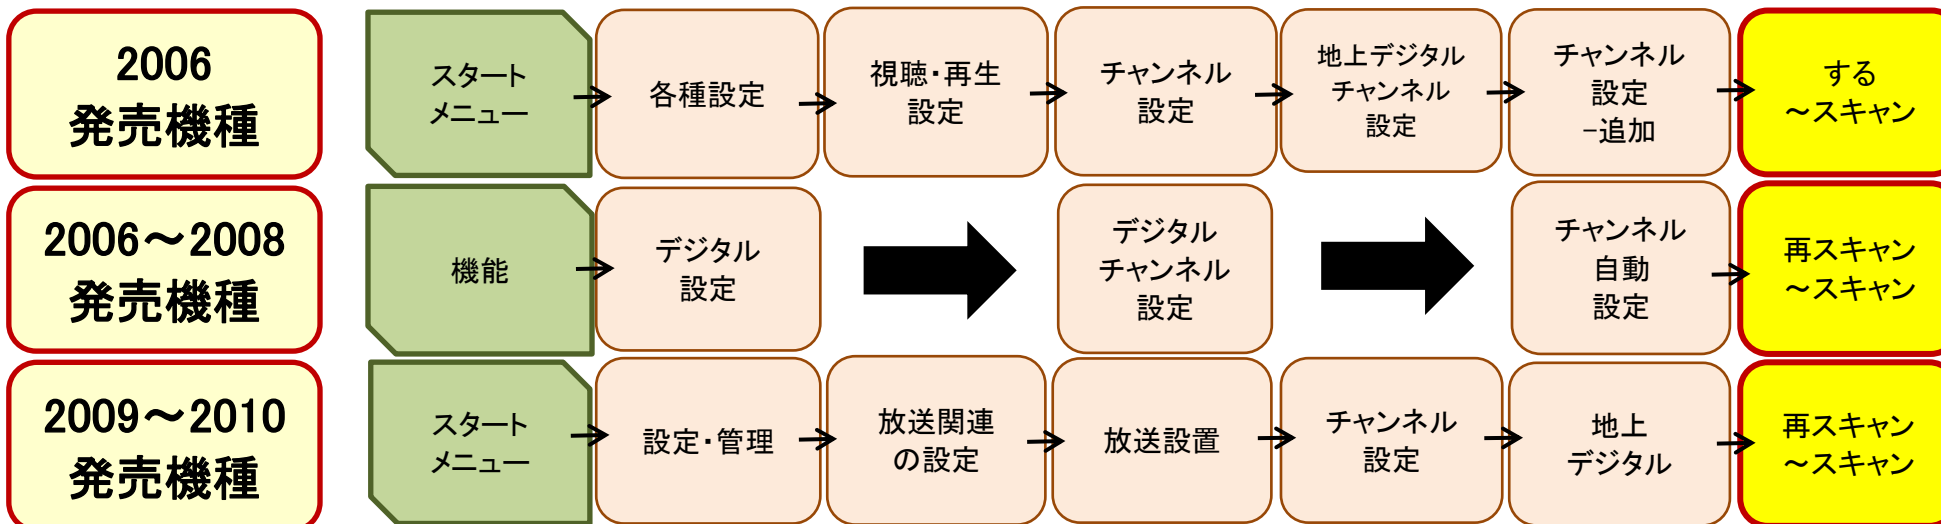 2006
発売機種
スタート
メニュー
各種設定
視聴・再生
設定
チャンネル
設定
地上デジタル
チャンネル
設定
チャンネル
設定
−追加
する
～スキャン
2006～2008
発売機種
機能
デジタル
設定
デジタル
チャンネル
設定
チャンネル
自動
設定
再スキャン
～スキャン
2009～2010
発売機種
スタート
メニュー
設定・管理
放送関連
の設定
放送設置
チャンネル
設定
地上
デジタル
再スキャン
～スキャン